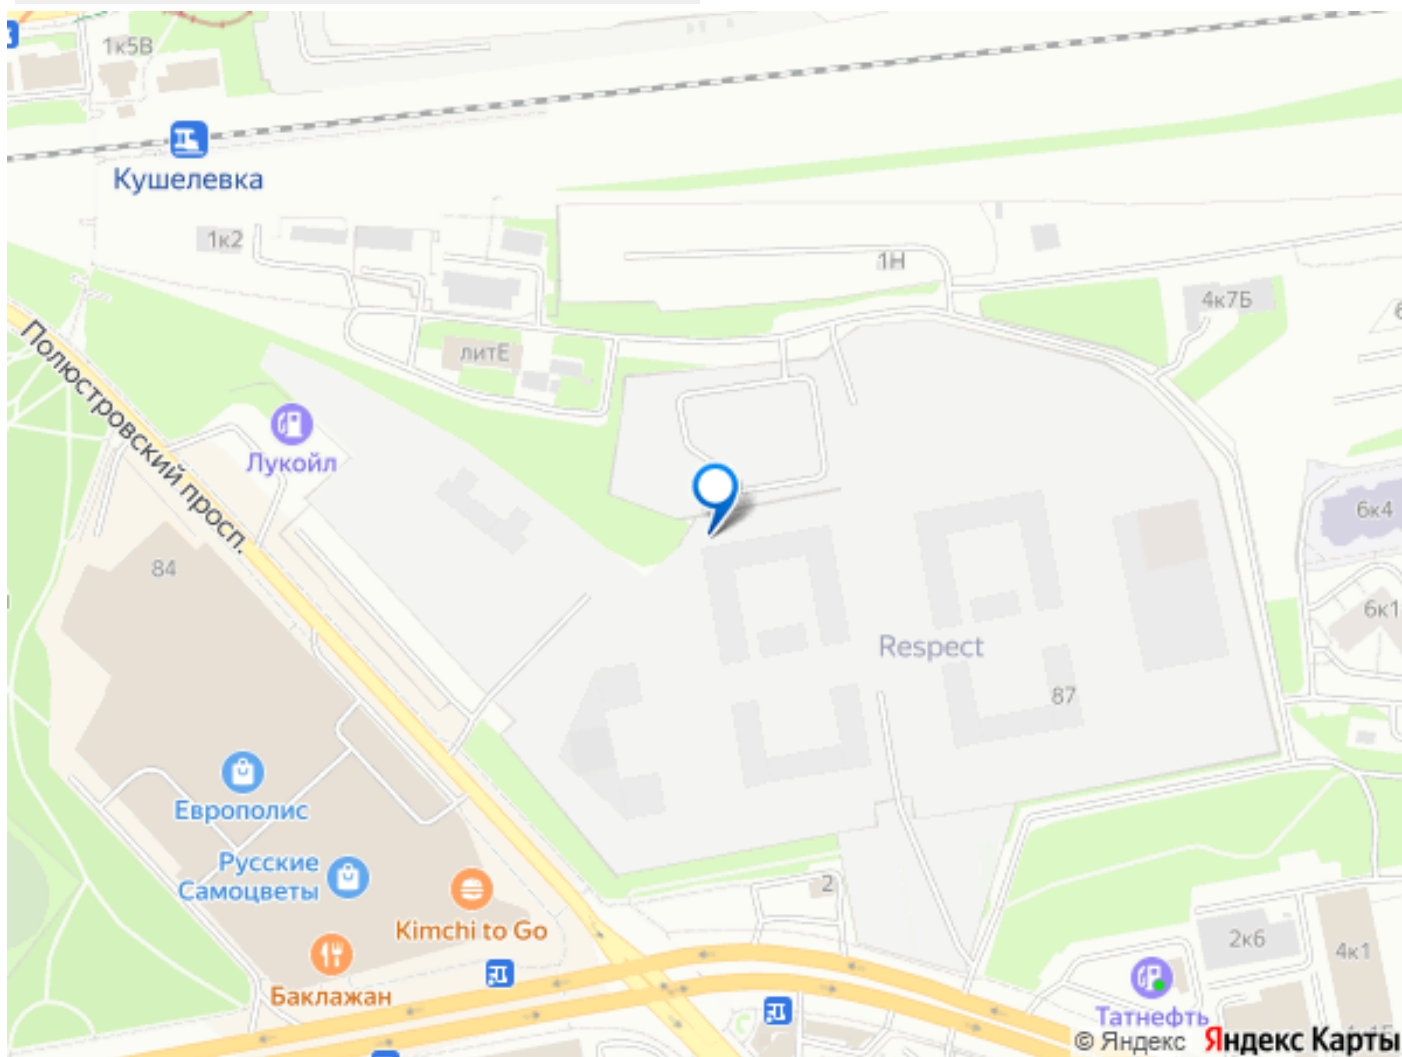 1к5В
Кушелевка
1к2
1Н
4к7Б
Полюстровский просп.
литЕ
Лукойл
6к4
84
6к1
Respect
87
Европолис
Русские
Самоцветы
2
Kimchi to Go
2к6
4к1
Баклажан
Татнефть
© Яндекс Яндекс Карты